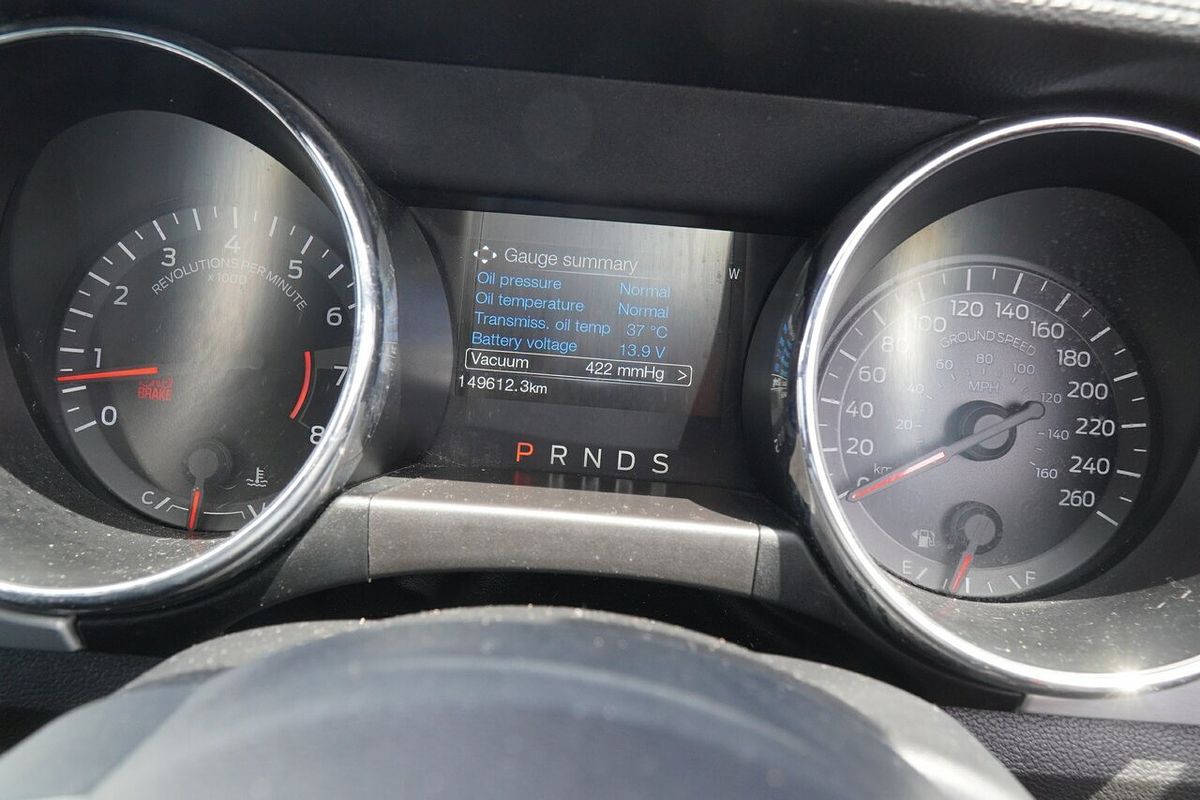 Gauge summary
Oil pressure Normal
Oil temperature Normal
Transmiss. oil temp 37 °C
Battery voltage 13.9 V
Vacuum 422 mmHg >
149612.3km
W
P R N D S
0 1 2 3 4 5 6 7 8
REVOLUTIONS PER MINUTE
x1000
BRAKE
C
E F
20 40 60 80 100 120 140 160 180 200 220 240 260
GROUND SPEED
MPH
20 40 60 80 100 120 140 160